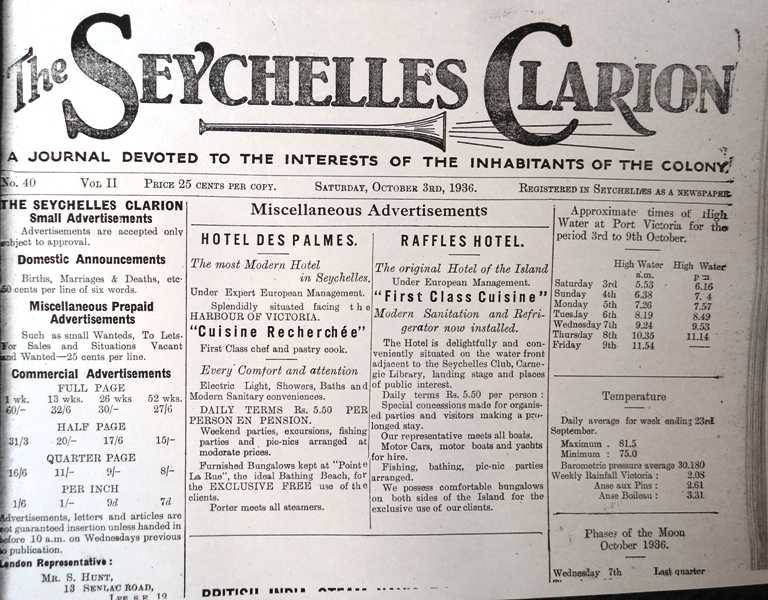 The SEYCHELLES CLARION
A JOURNAL DEVOTED TO THE INTERESTS OF THE INHABITANTS OF THE COLONY.
No. 40 VOL II PRICE 25 CENTS PER COPY. SATURDAY, OCTOBER 3RD, 1936. REGISTERED IN SEYCHELLES AS A NEWSPAPER
THE SEYCHELLES CLARION
Small Advertisements
Advertisements are accepted only
subject to approval.
Domestic Announcements
Births, Marriages & Deaths, etc-
50 cents per line of six words.
Miscellaneous Prepaid
Advertisements
Such as small Wanteds, To Lets-
For Sales and Situations Vacant
and Wanted—25 cents per line.
Commercial Advertisements
FULL PAGE
1 wk. 13 wks. 26 wks 52 wks.
60/- 32/6 30/- 27/6
HALF PAGE
31/3 20/- 17/6 15/-
QUARTER PAGE
16/6 11/- 9/- 8/-
PER INCH
1/6 1/- 9d 7d
Advertisements, letters and articles are
not guaranteed insertion unless handed in
before 10 a.m. on Wednesdays previous
to publication.
London Representative:
MR. S. HUNT,
13 SENLAC ROAD,
LEE S.E. 12
Miscellaneous Advertisements
HOTEL DES PALMES.
The most Modern Hotel
in Seychelles.
Under Expert European Management.
Splendidly situated facing the
HARBOUR OF VICTORIA.
"Cuisine Recherchée"
First Class chef and pastry cook.
Every Comfort and attention
Electric Light, Showers, Baths and
Modern Sanitary conveniences.
DAILY TERMS Rs. 5.50 PER
PERSON EN PENSION.
Weekend parties, excursions, fishing
parties and pic-nics arranged at
moderate prices.
Furnished Bungalows kept at "Pointe
La Rue", the ideal Bathing Beach, for
the EXCLUSIVE FREE use of the
clients.
Porter meets all steamers.
RAFFLES HOTEL.
The original Hotel of the Island
Under European Management.
"First Class Cuisine"
Modern Sanitation and Refri-
gerator now installed.
The Hotel is delightfully and con-
veniently situated on the water front
adjacent to the Seychelles Club, Carne-
gie Library, landing stage and places
of public interest.
Daily terms Rs. 5.50 per person :
Special concessions made for organis-
ed parties and visitors making a pro-
longed stay.
Our representative meets all boats.
Motor Cars, motor boats and yachts
for hire.
Fishing, bathing, pic-nic parties
arranged.
We possess comfortable bungalows
on both sides of the Island for the
exclusive use of our clients.
BRITISH INDIA STEAM
Approximate times of High
Water at Port Victoria for the
period 3rd to 9th October.
High Water High Water
a.m. p m
Saturday 3rd 5.53 6.16
Sunday 4th 6.38 7. 4
Monday 5th 7.26 7.57
Tuesday 6th 8.19 8.49
Wednesday 7th 9.24 9.53
Thursday 8th 10.35 11.14
Friday 9th 11.54 ——
Temperature
Daily average for week ending 23rd
September.
Maximum . 81.5
Minimum : 75.0
Barometric pressure average 30.180
Weekly Rainfall Victoria : 2.08
Anse aux Pins : 2.61
Anse Boileau : 3.31
Phases of the Moon
October 1936.
Wednesday 7th Last quarter